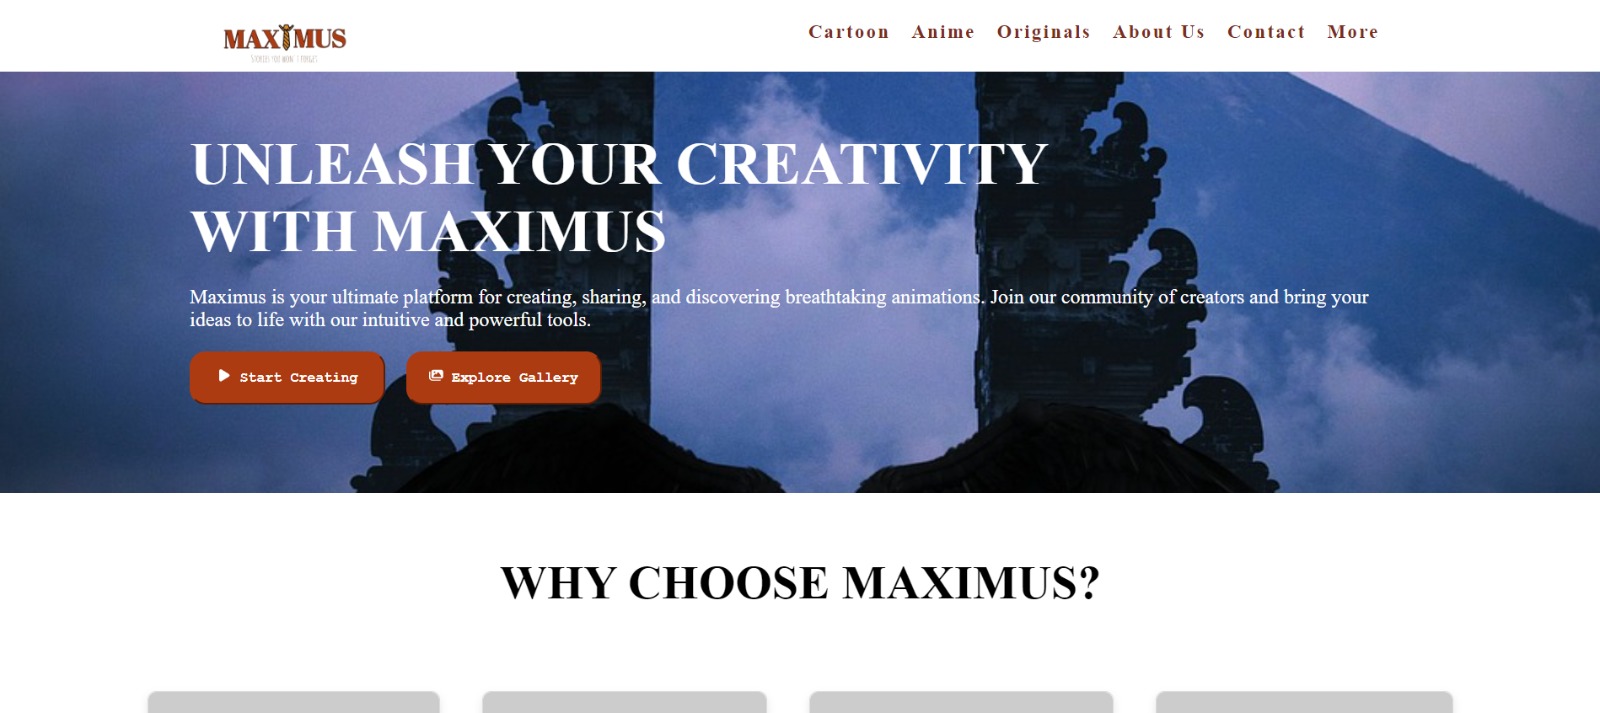 MAXIMUS
Cartoon Anime Originals About Us Contact More
UNLEASH YOUR CREATIVITY
WITH MAXIMUS
Maximus is your ultimate platform for creating, sharing, and discovering breathtaking animations. Join our community of creators and bring your
ideas to life with our intuitive and powerful tools.
Start Creating Explore Gallery
WHY CHOOSE MAXIMUS?